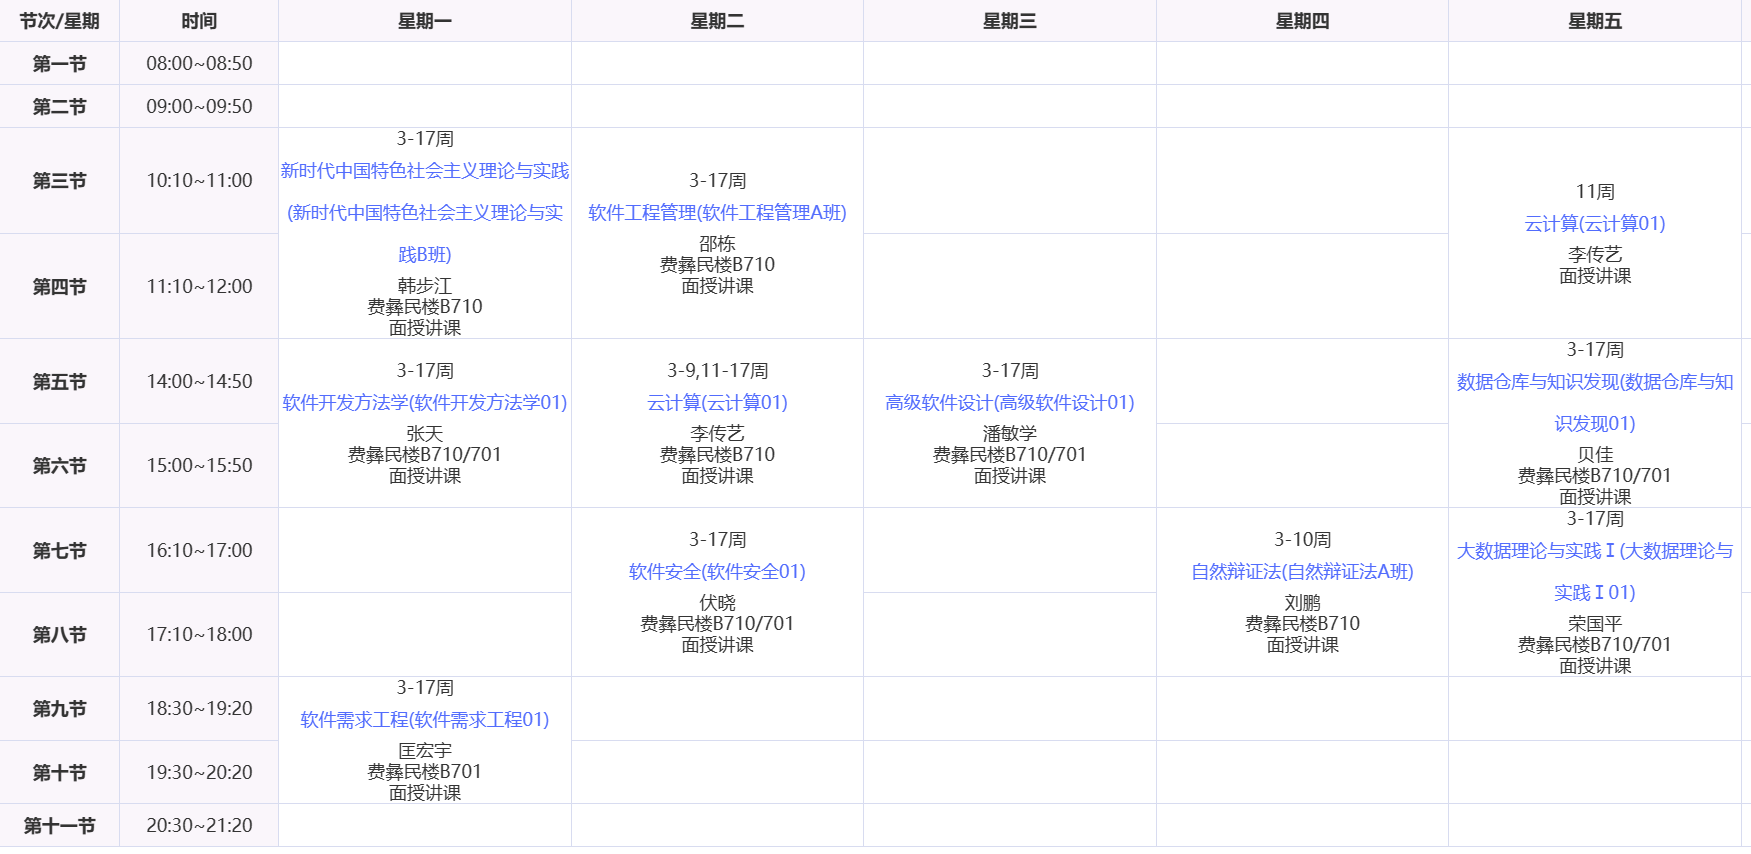 节次/星期
时间
星期一
星期二
星期三
星期四
星期五
第一节
08:00~08:50
第二节
09:00~09:50
第三节
10:10~11:00
3-17周
新时代中国特色社会主义理论与实践
(新时代中国特色社会主义理论与实
践B班)
韩步江
费彝民楼B710
面授讲课
3-17周
软件工程管理(软件工程管理A班)
邵栋
费彝民楼B710
面授讲课
11周
云计算(云计算01)
李传艺
面授讲课
第四节
11:10~12:00
第五节
14:00~14:50
3-17周
软件开发方法学(软件开发方法学01)
张天
费彝民楼B710/701
面授讲课
3-9,11-17周
云计算(云计算01)
李传艺
费彝民楼B710
面授讲课
3-17周
高级软件设计(高级软件设计01)
潘敏学
费彝民楼B710/701
面授讲课
3-17周
数据仓库与知识发现(数据仓库与知
识发现01)
贝佳
费彝民楼B710/701
面授讲课
第六节
15:00~15:50
第七节
16:10~17:00
3-17周
软件安全(软件安全01)
伏晓
费彝民楼B710/701
面授讲课
3-10周
自然辩证法(自然辩证法A班)
刘鹏
费彝民楼B710
面授讲课
3-17周
大数据理论与实践Ⅰ(大数据理论与
实践Ⅰ01)
荣国平
费彝民楼B710/701
面授讲课
第八节
17:10~18:00
第九节
18:30~19:20
3-17周
软件需求工程(软件需求工程01)
匡宏宇
费彝民楼B701
面授讲课
第十节
19:30~20:20
第十一节
20:30~21:20